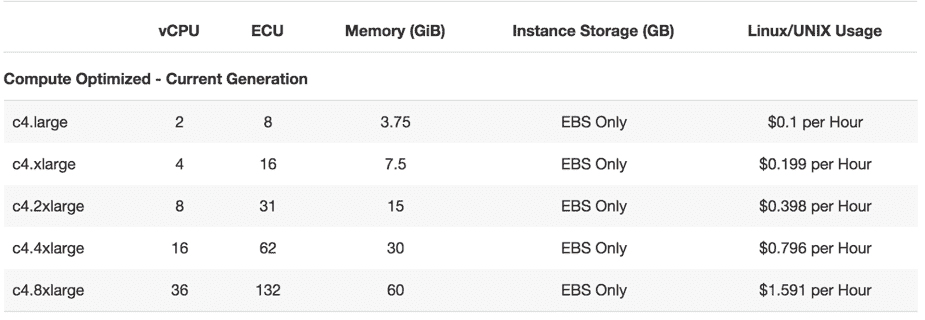 vCPU ECU Memory (GiB) Instance Storage (GB) Linux/UNIX Usage
Compute Optimized - Current Generation
c4.large 2 8 3.75 EBS Only $0.1 per Hour
c4.xlarge 4 16 7.5 EBS Only $0.199 per Hour
c4.2xlarge 8 31 15 EBS Only $0.398 per Hour
c4.4xlarge 16 62 30 EBS Only $0.796 per Hour
c4.8xlarge 36 132 60 EBS Only $1.591 per Hour